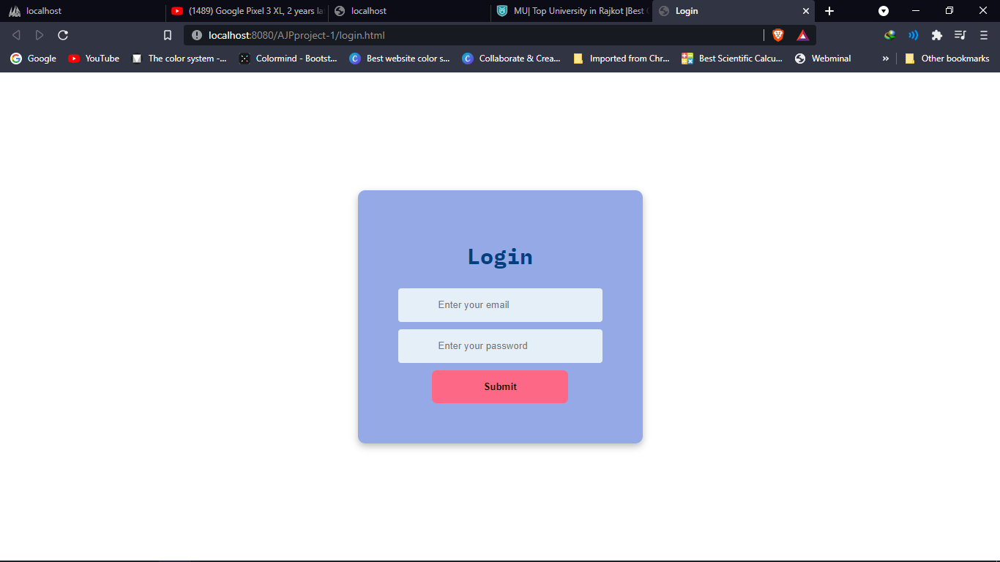 localhost
(1489) Google Pixel 3 XL, 2 years la
localhost
MU| Top University in Rajkot |Best
Login
localhost:8080/AJPproject-1/login.html
Google
YouTube
The color system -...
Colormind - Bootst...
Best website color s...
Collaborate & Crea...
Imported from Chr...
Best Scientific Calcu...
Webminal
»
Other bookmarks
Login
Enter your email
Enter your password
Submit